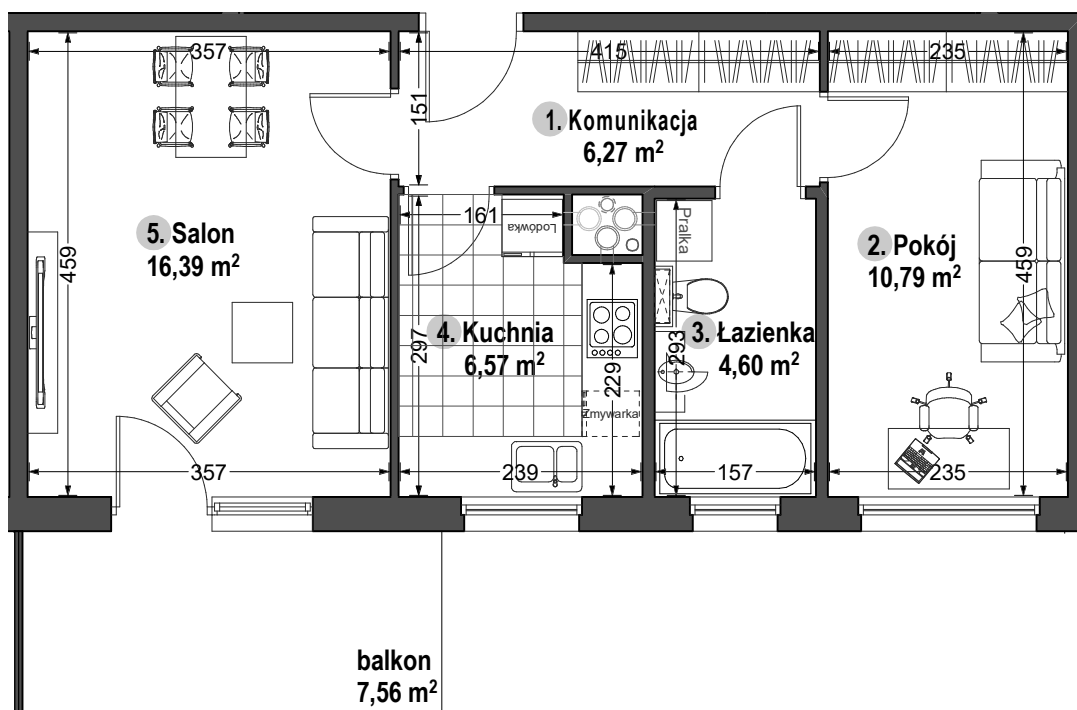 357
415
235
151
1. Komunikacja
6,27 m²
161
Lodówka
Pralka
5. Salon
16,39 m²
459
2. Pokój
10,79 m²
459
4. Kuchnia
6,57 m²
297
229
3. Łazienka
4,60 m²
293
Zmywarka
357
239
157
235
balkon
7,56 m²